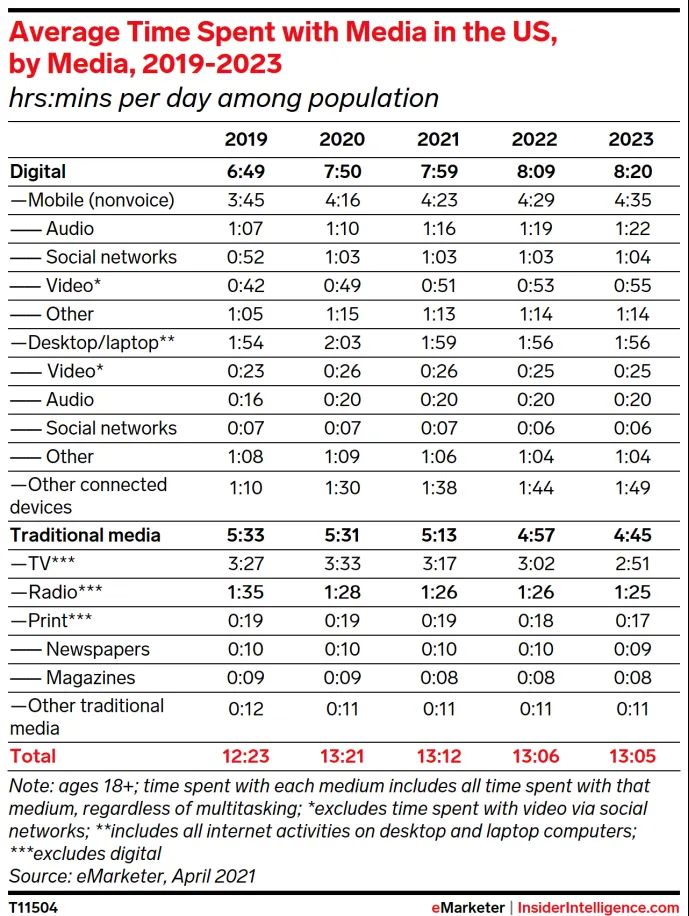 Average Time Spent with Media in the US,
by Media, 2019-2023
hrs:mins per day among population
2019 2020 2021 2022 2023
Digital 6:49 7:50 7:59 8:09 8:20
—Mobile (nonvoice) 3:45 4:16 4:23 4:29 4:35
—— Audio 1:07 1:10 1:16 1:19 1:22
—— Social networks 0:52 1:03 1:03 1:03 1:04
—— Video* 0:42 0:49 0:51 0:53 0:55
—— Other 1:05 1:15 1:13 1:14 1:14
—Desktop/laptop** 1:54 2:03 1:59 1:56 1:56
—— Video* 0:23 0:26 0:26 0:25 0:25
—— Audio 0:16 0:20 0:20 0:20 0:20
—— Social networks 0:07 0:07 0:07 0:06 0:06
—— Other 1:08 1:09 1:06 1:04 1:04
—Other connected
devices 1:10 1:30 1:38 1:44 1:49
Traditional media 5:33 5:31 5:13 4:57 4:45
—TV*** 3:27 3:33 3:17 3:02 2:51
—Radio*** 1:35 1:28 1:26 1:26 1:25
—Print*** 0:19 0:19 0:19 0:18 0:17
—— Newspapers 0:10 0:10 0:10 0:10 0:09
—— Magazines 0:09 0:09 0:08 0:08 0:08
—Other traditional
media 0:12 0:11 0:11 0:11 0:11
Total 12:23 13:21 13:12 13:06 13:05
Note: ages 18+; time spent with each medium includes all time spent with that
medium, regardless of multitasking; *excludes time spent with video via social
networks; **includes all internet activities on desktop and laptop computers;
***excludes digital
Source: eMarketer, April 2021
T11504 eMarketer | InsiderIntelligence.com